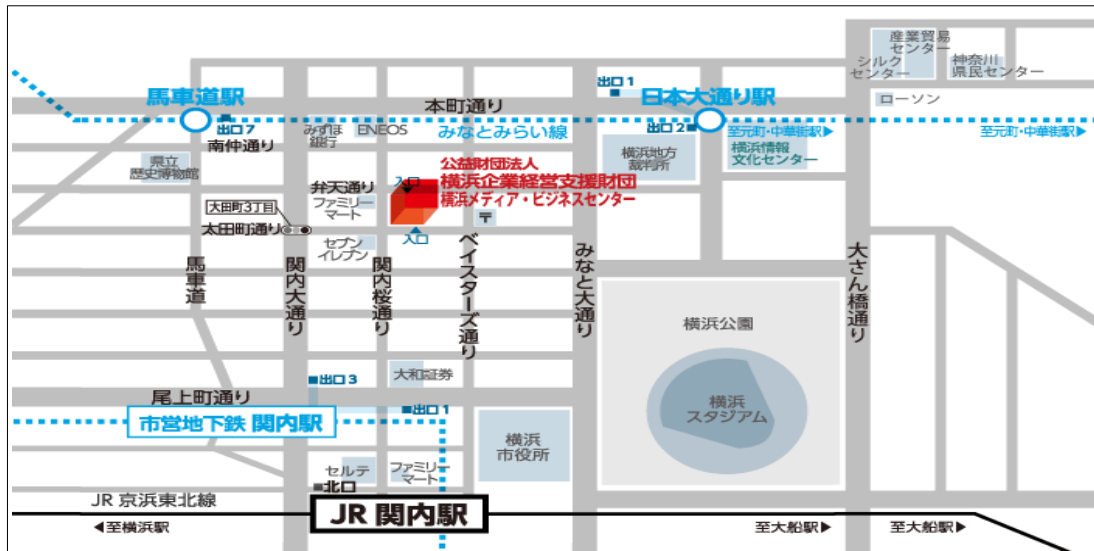 産業貿易
センター
シルク
センター
神奈川
県民センター
出口1
馬車道駅
本町通り
日本大通り駅
ローソン
出口7
みずほ
銀行
ENEOS
みなとみらい線
出口2
至元町・中華街駅▶
至元町・中華街駅▶
南仲通り
横浜地方
裁判所
横浜情報
文化センター
県立
歴史博物館
公益財団法人
弁天通り
入口
横浜企業経営支援財団
横浜メディア・ビジネスセンター
ファミリー
マート
大田町3丁目
太田町通り
〒
セブン
イレブン
入口
馬車道
関内大通り
関内桜通り
ベイスターズ通り
みなと大通り
大さん橋通り
横浜公園
横浜
スタジアム
大和証券
出口3
尾上町通り
出口1
市営地下鉄 関内駅
横浜
市役所
セルテ
ファミリー
マート
北口
JR 京浜東北線
JR 関内駅
◀至横浜駅
至大船駅▶
至大船駅▶